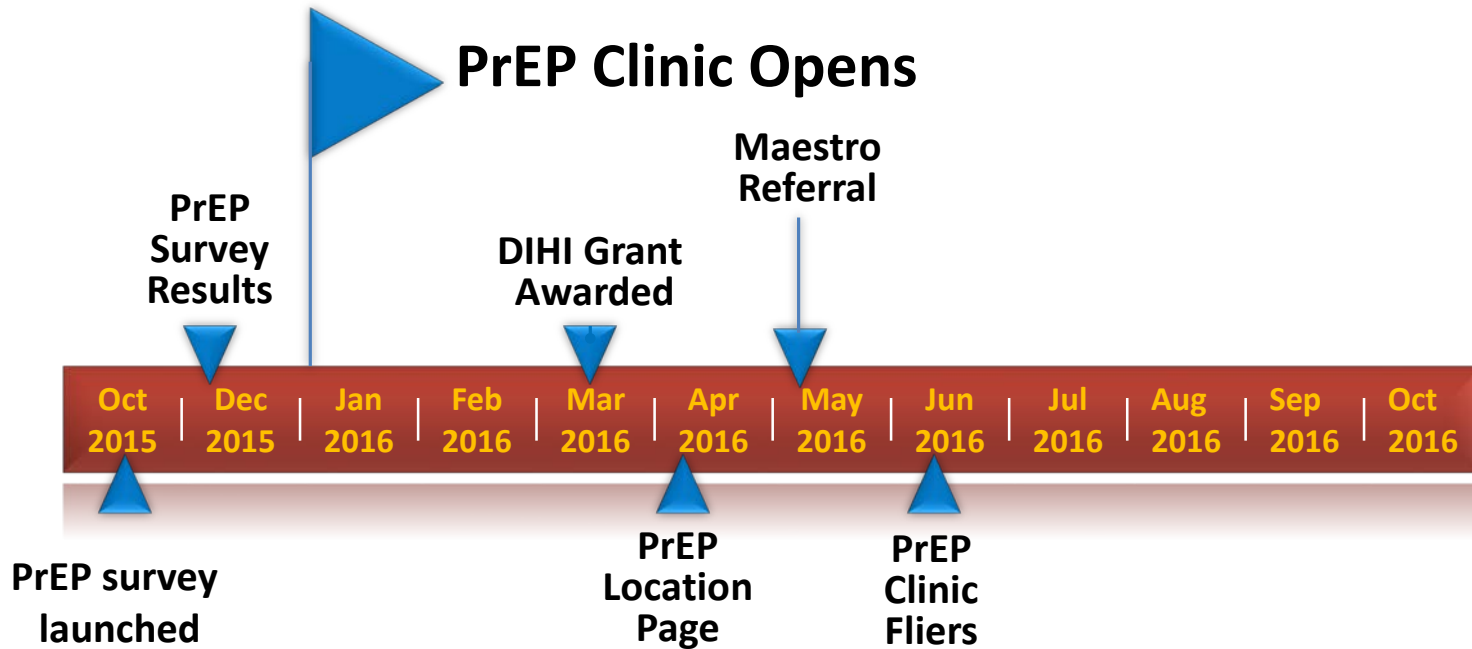 PrEP Clinic Opens
Maestro
Referral
PrEP
Survey
Results
DIHI Grant
Awarded
Oct
2015
Dec
2015
Jan
2016
Feb
2016
Mar
2016
Apr
2016
May
2016
Jun
2016
Jul
2016
Aug
2016
Sep
2016
Oct
2016
PrEP survey
launched
PrEP
Location
Page
PrEP
Clinic
Fliers